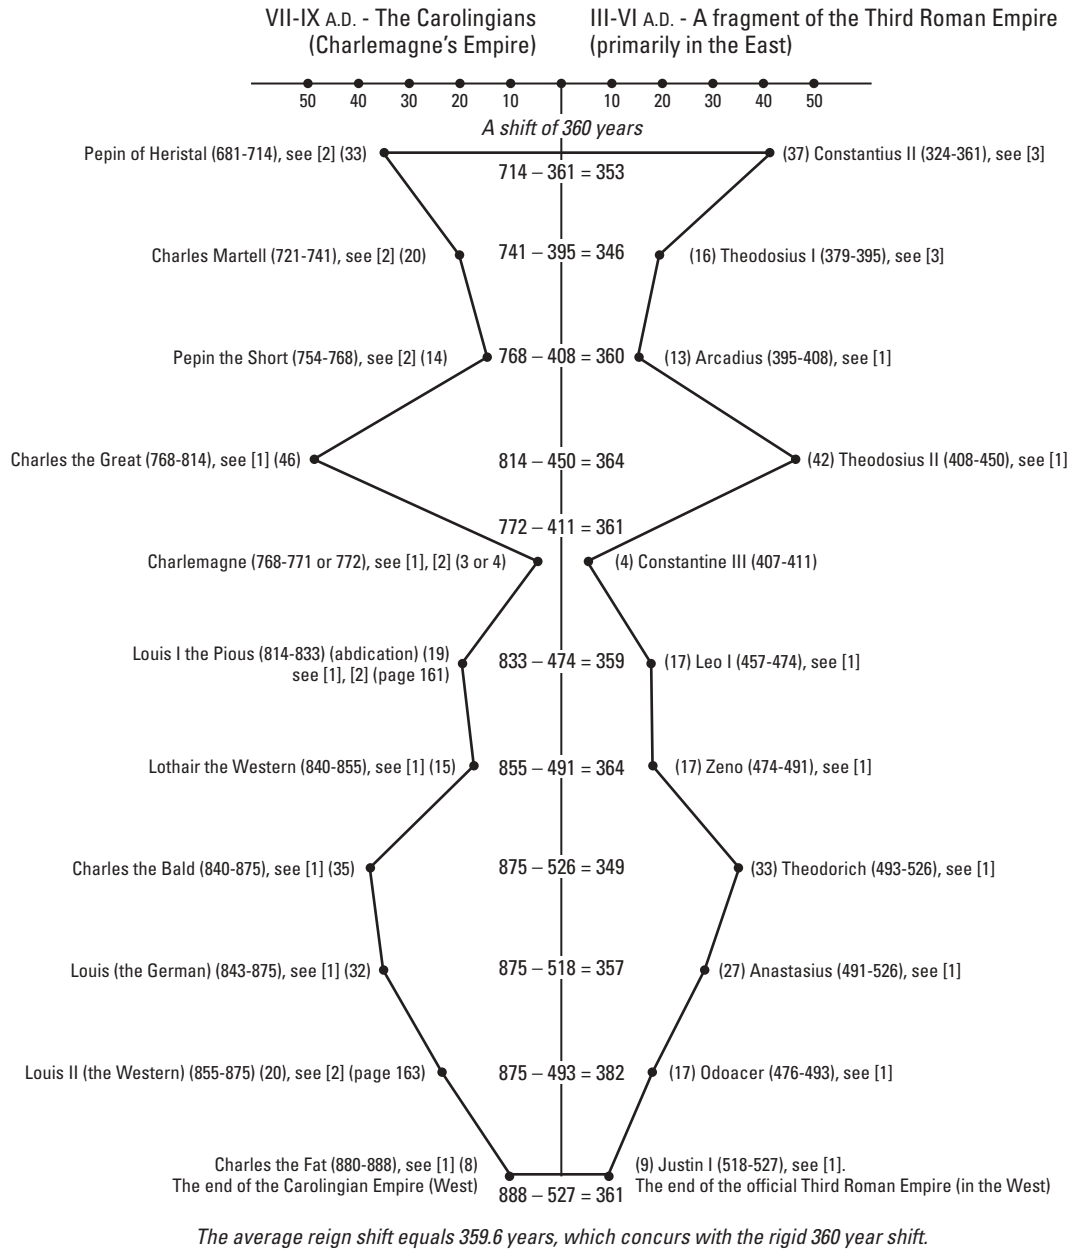 VII-IX A.D. - The Carolingians
(Charlemagne's Empire)
III-VI A.D. - A fragment of the Third Roman Empire
(primarily in the East)
50 40 30 20 10 10 20 30 40 50
A shift of 360 years
Pepin of Heristal (681-714), see [2] (33)
(37) Constantius II (324-361), see [3]
714 – 361 = 353
Charles Martell (721-741), see [2] (20)
741 – 395 = 346
(16) Theodosius I (379-395), see [3]
Pepin the Short (754-768), see [2] (14)
768 – 408 = 360
(13) Arcadius (395-408), see [1]
Charles the Great (768-814), see [1] (46)
814 – 450 = 364
(42) Theodosius II (408-450), see [1]
772 – 411 = 361
Charlemagne (768-771 or 772), see [1], [2] (3 or 4)
(4) Constantine III (407-411)
Louis I the Pious (814-833) (abdication) (19)
see [1], [2] (page 161)
833 – 474 = 359
(17) Leo I (457-474), see [1]
Lothair the Western (840-855), see [1] (15)
855 – 491 = 364
(17) Zeno (474-491), see [1]
Charles the Bald (840-875), see [1] (35)
875 – 526 = 349
(33) Theodorich (493-526), see [1]
Louis (the German) (843-875), see [1] (32)
875 – 518 = 357
(27) Anastasius (491-526), see [1]
Louis II (the Western) (855-875) (20), see [2] (page 163)
875 – 493 = 382
(17) Odoacer (476-493), see [1]
Charles the Fat (880-888), see [1] (8)
The end of the Carolingian Empire (West)
888 – 527 = 361
(9) Justin I (518-527), see [1].
The end of the official Third Roman Empire (in the West)
The average reign shift equals 359.6 years, which concurs with the rigid 360 year shift.